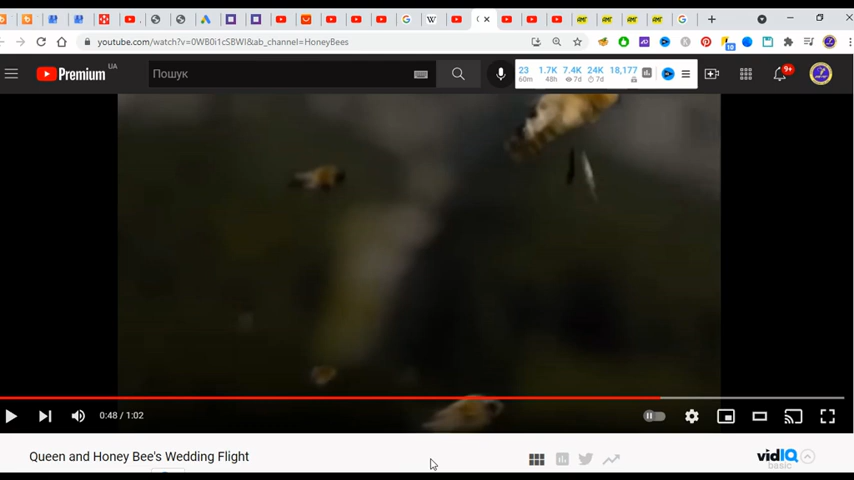 youtube.com/watch?v=0WB0i1cSBWI&ab_channel=HoneyBees
10
Premium UA
Пошук
23 1.7K 7.4K 24K 18,177
60m 48h 7d 7d
9+
0:48 / 1:02
Queen and Honey Bee's Wedding Flight
vidIQ
basic